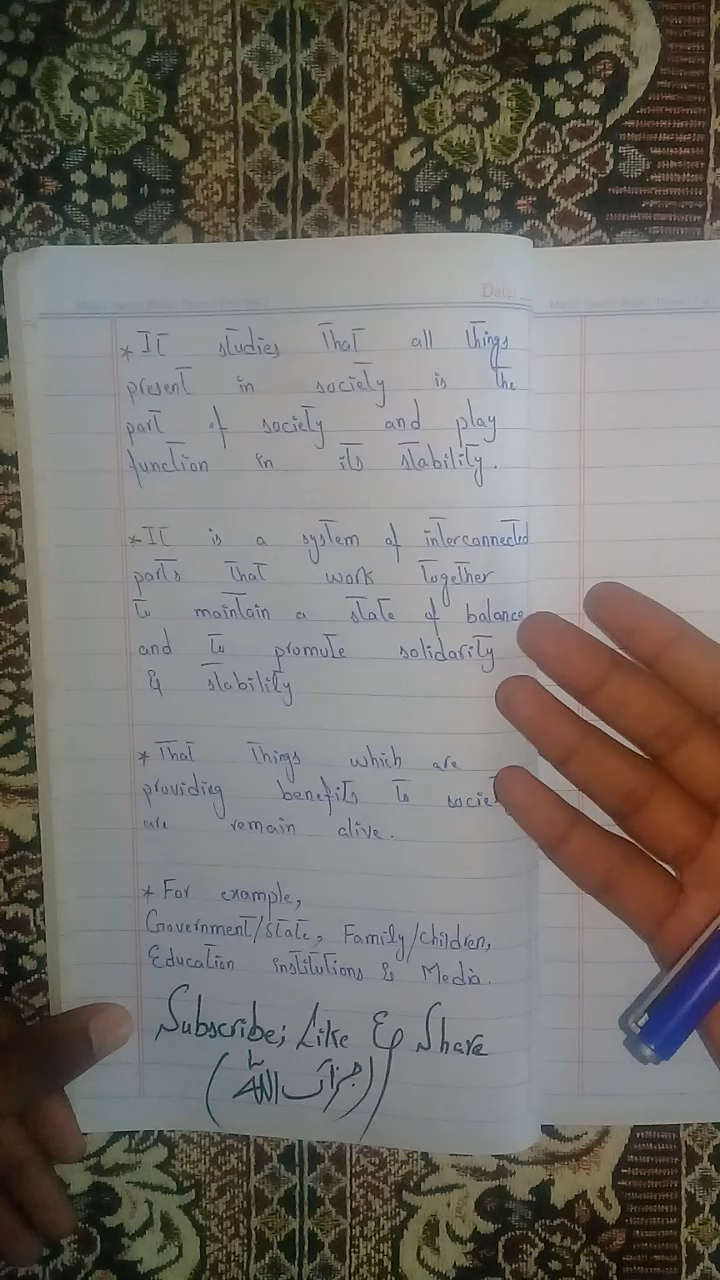 Date:
* It studies that all things
present in society is the
part of society and play
function in its stability.
* It is a system of interconnected
parts that work together
to maintain a state of balance
and to promote solidarity
& stability
* That things which are
providing benefits to societ
are remain alive.
* For example,
Government/state, Family/children,
Education institutions & Media.
Subscribe; Like & Share
(جزاک اللہ)